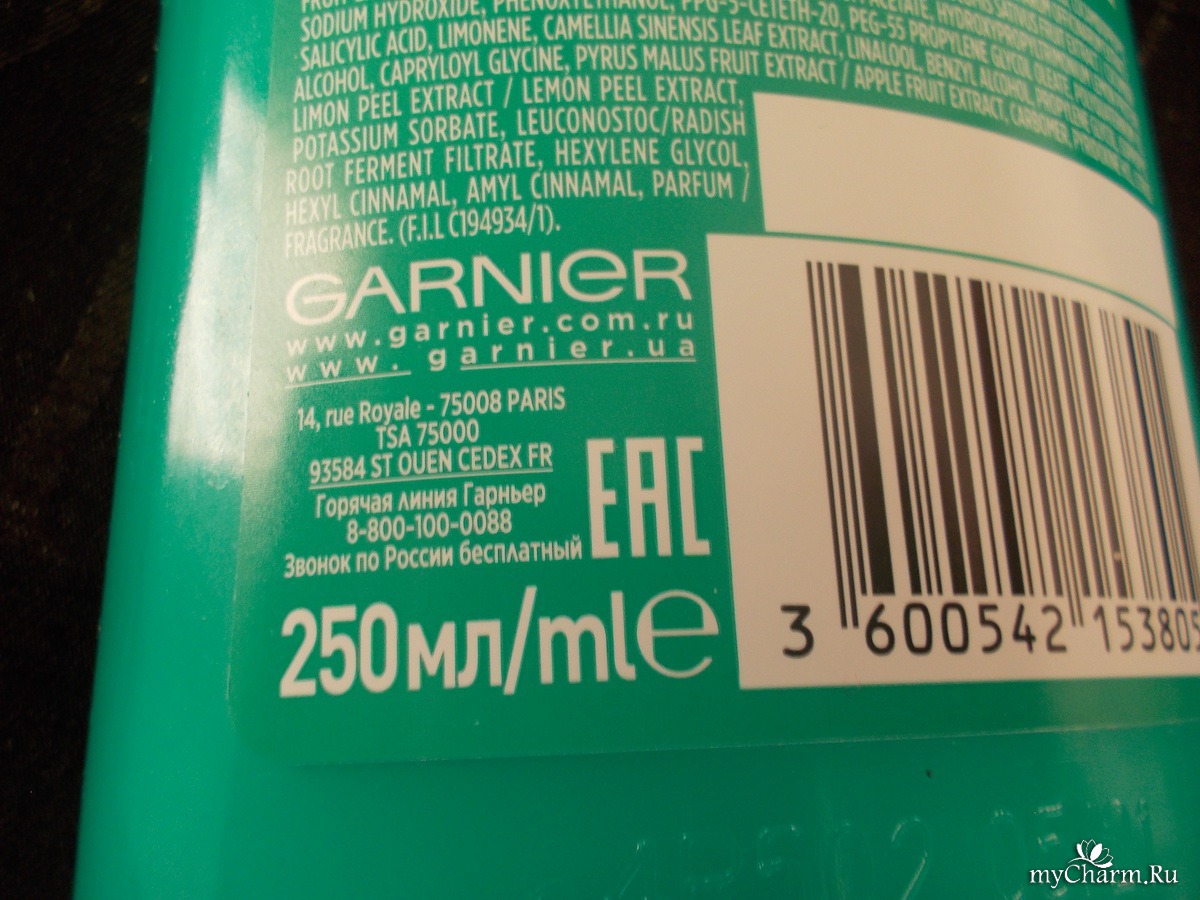 SODIUM HYDROXIDE, PHENOXYETHANOL, PPG-5-CETETH-20, PEG-55 PROPYLENE GLYCOL OLEATE,
SALICYLIC ACID, LIMONENE, CAMELLIA SINENSIS LEAF EXTRACT, LINALOOL, BENZYL ALCOHOL, PROPYLENE
ALCOHOL, CAPRYLOYL GLYCINE, PYRUS MALUS FRUIT EXTRACT / APPLE FRUIT EXTRACT, CARBOMER,
LIMON PEEL EXTRACT / LEMON PEEL EXTRACT,
POTASSIUM SORBATE, LEUCONOSTOC/RADISH
ROOT FERMENT FILTRATE, HEXYLENE GLYCOL,
HEXYL CINNAMAL, AMYL CINNAMAL, PARFUM /
FRAGRANCE. (F.I.L C194934/1).
GARNIER
www.garnier.com.ru
www. garnier.ua
14, rue Royale - 75008 PARIS
TSA 75000
93584 ST OUEN CEDEX FR
Горячая линия Гарньер
8-800-100-0088
Звонок по России бесплатный
EAC
250мл/ml e
3 600542 153805
myCharm.Ru